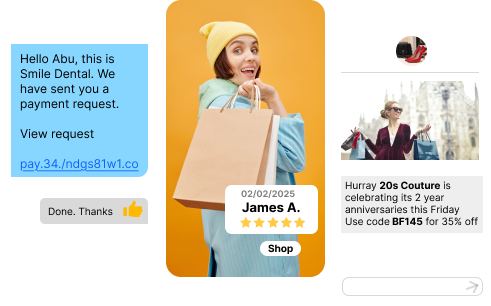 Hello Abu, this is
Smile Dental. We
have sent you a
payment request.
View request
pay.34./ndgs81w1.co
Done. Thanks
02/02/2025
James A.
Shop
Hurray 20s Couture is
celebrating its 2 year
anniversaries this Friday
Use code BF145 for 35% off